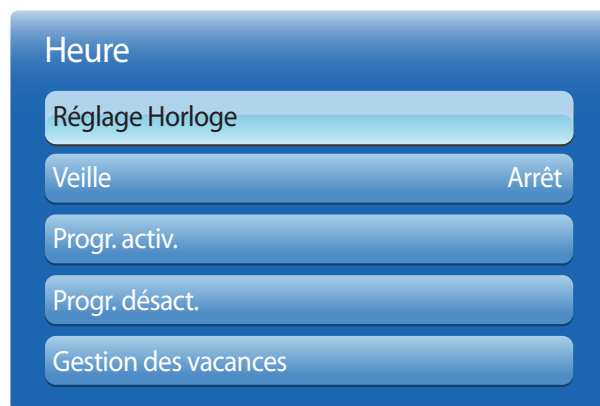 Heure
Réglage Horloge
Veille Arrêt
Progr. activ.
Progr. désact.
Gestion des vacances